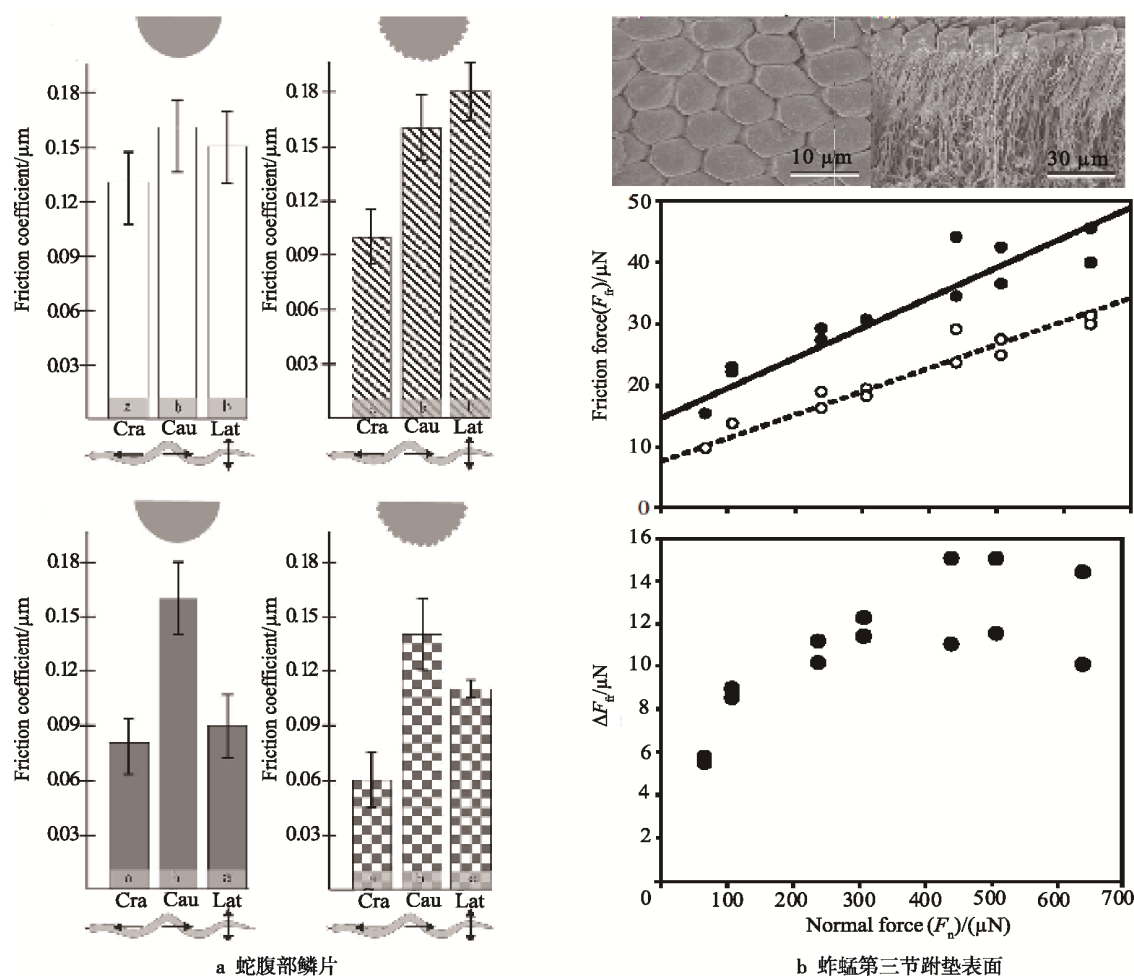 Friction coefficient/μm
0.18
0.15
0.12
0.09
0.06
0.03
a b b
Cra Cau Lat
Friction coefficient/μm
0.18
0.15
0.12
0.09
0.06
0.03
b
Cra Cau Lat
Friction coefficient/μm
0.18
0.15
0.12
0.09
0.06
0.03
Cra Cau Lat
Friction coefficient/μm
0.18
0.15
0.12
0.09
0.06
0.03
Cra Cau Lat
a 蛇腹部鳞片
10 μm
30 μm
Friction force(Ffr)/μN
50
40
30
20
10
0
ΔFfr/μN
16
14
12
10
8
6
4
2
0 100 200 300 400 500 600 700
Normal force (Fn)/(μN)
b 蚱蜢第三节跗垫表面